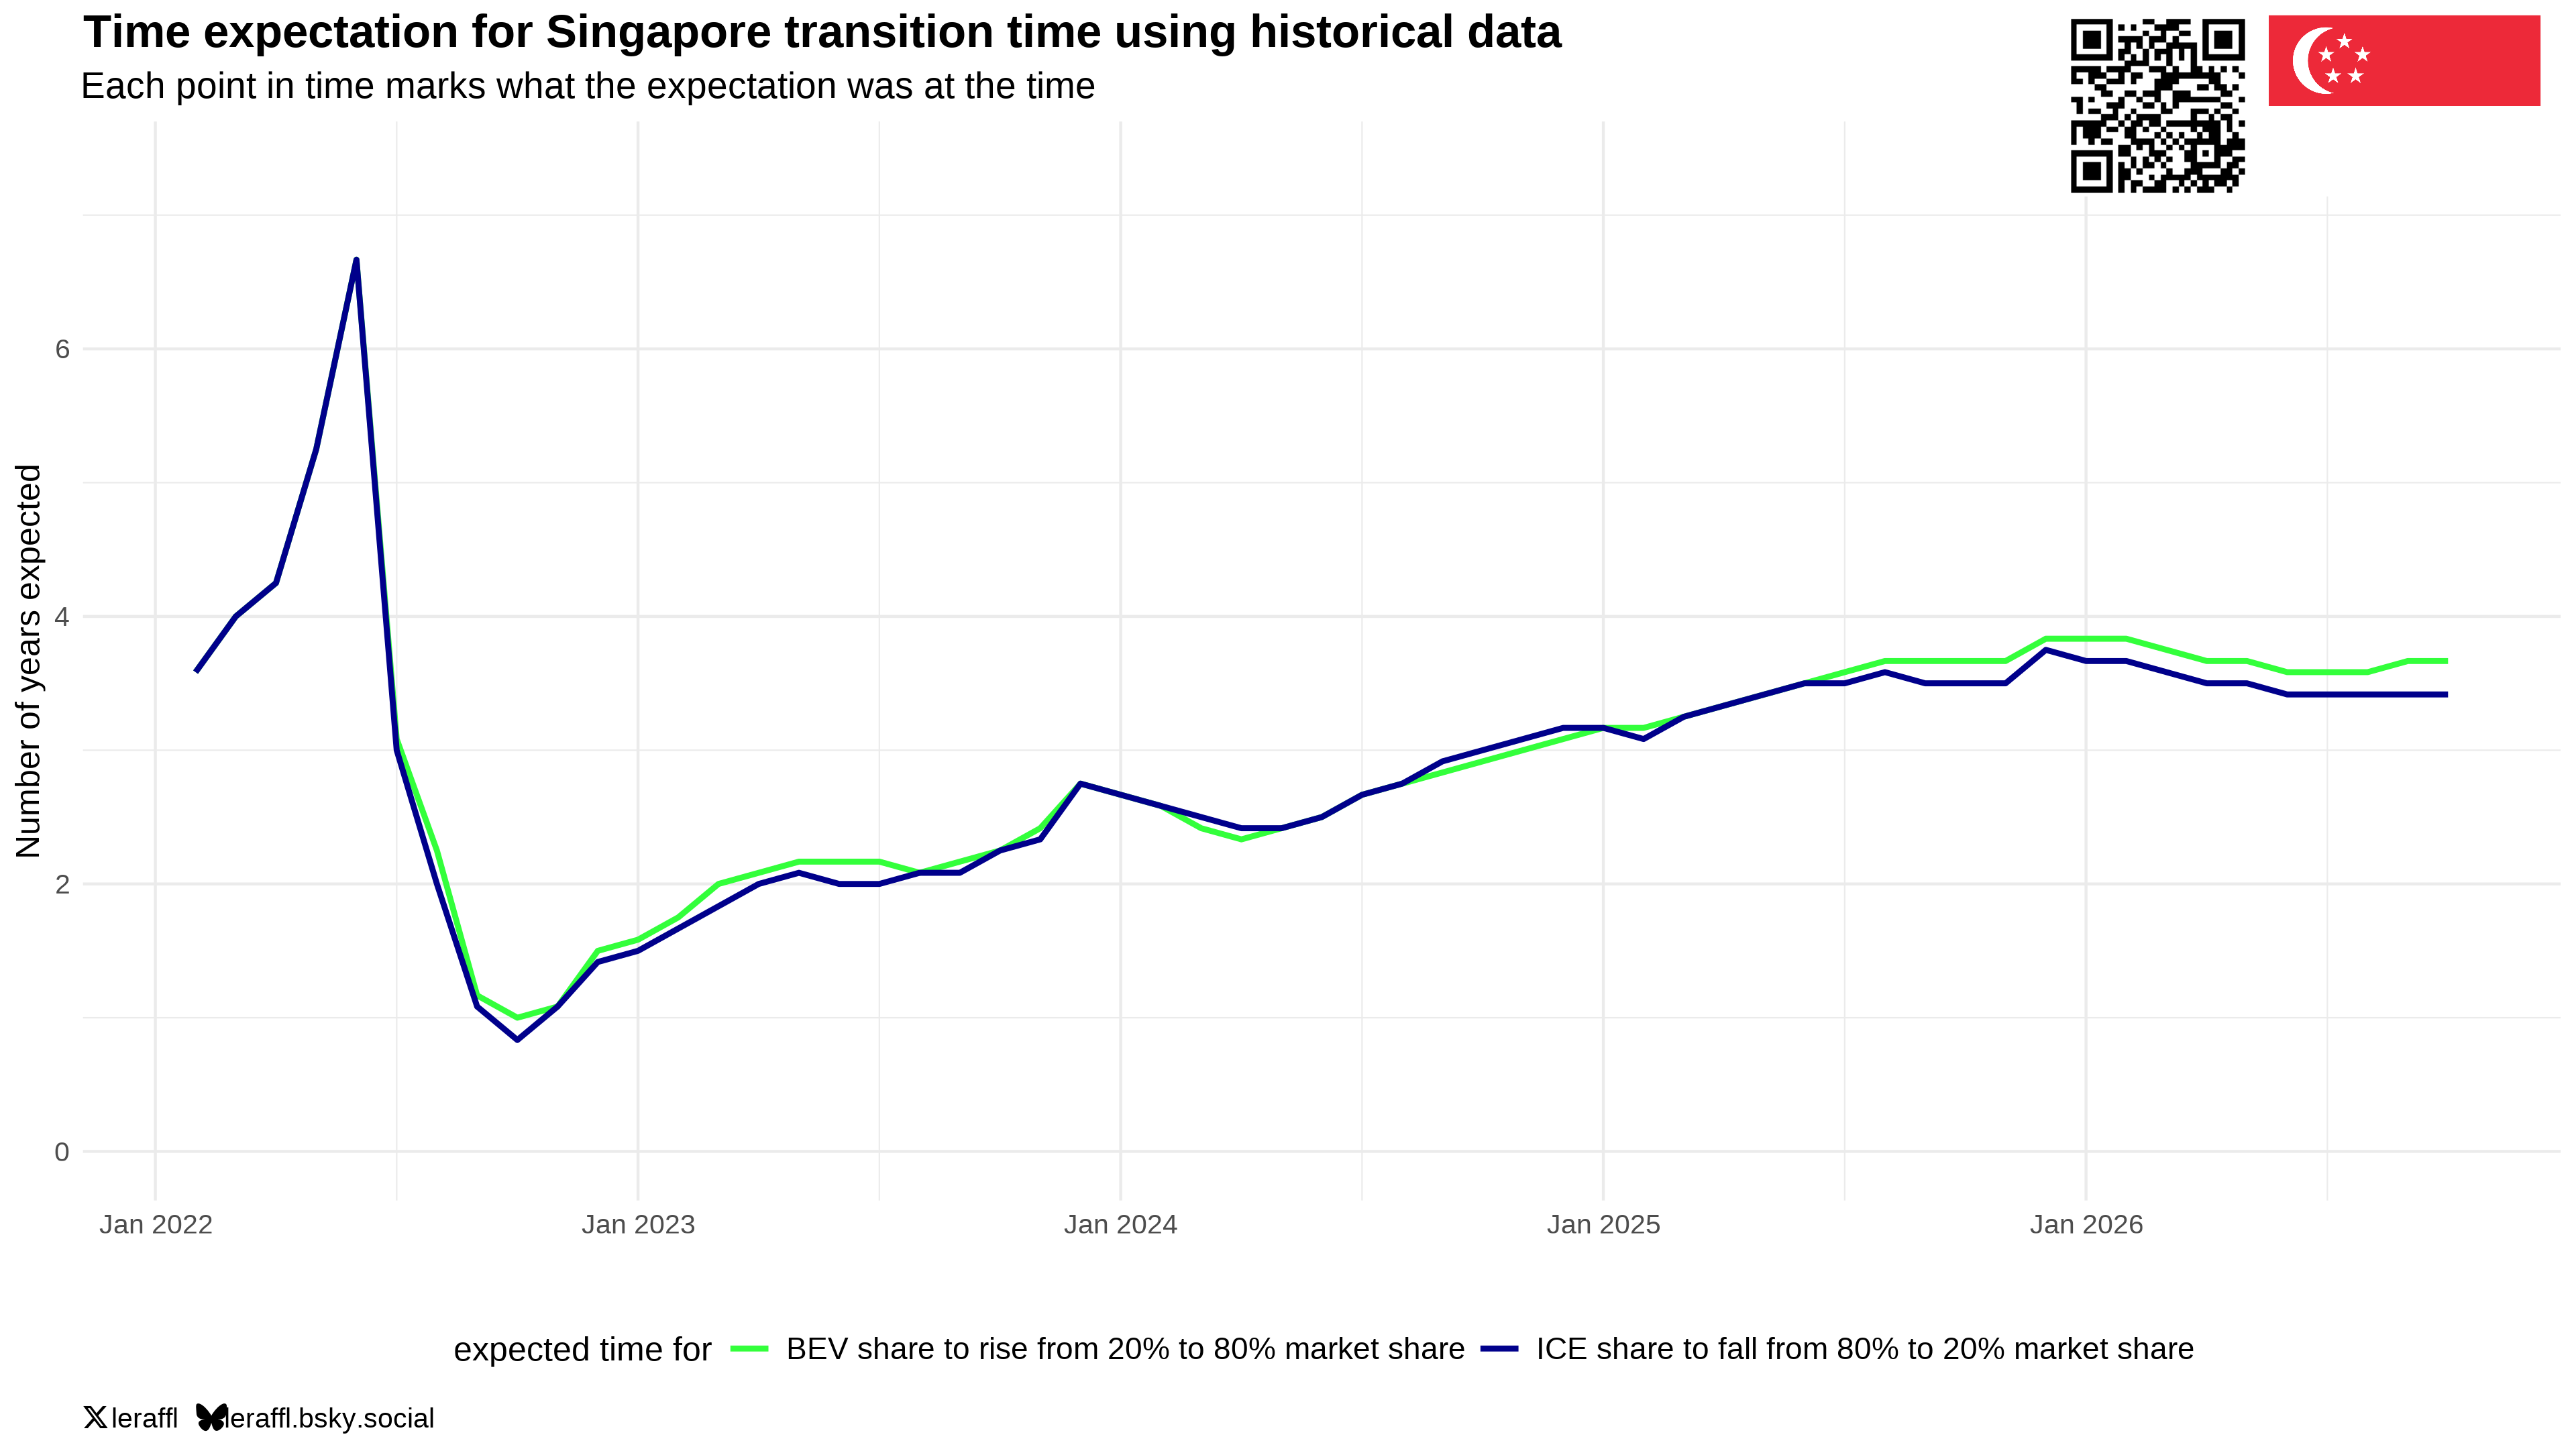 Time expectation for Singapore transition time using historical data
Each point in time marks what the expectation was at the time
Number of years expected
6
4
2
0
Jan 2022
Jan 2023
Jan 2024
Jan 2025
Jan 2026
expected time for
BEV share to rise from 20% to 80% market share
ICE share to fall from 80% to 20% market share
leraffl
leraffl.bsky.social